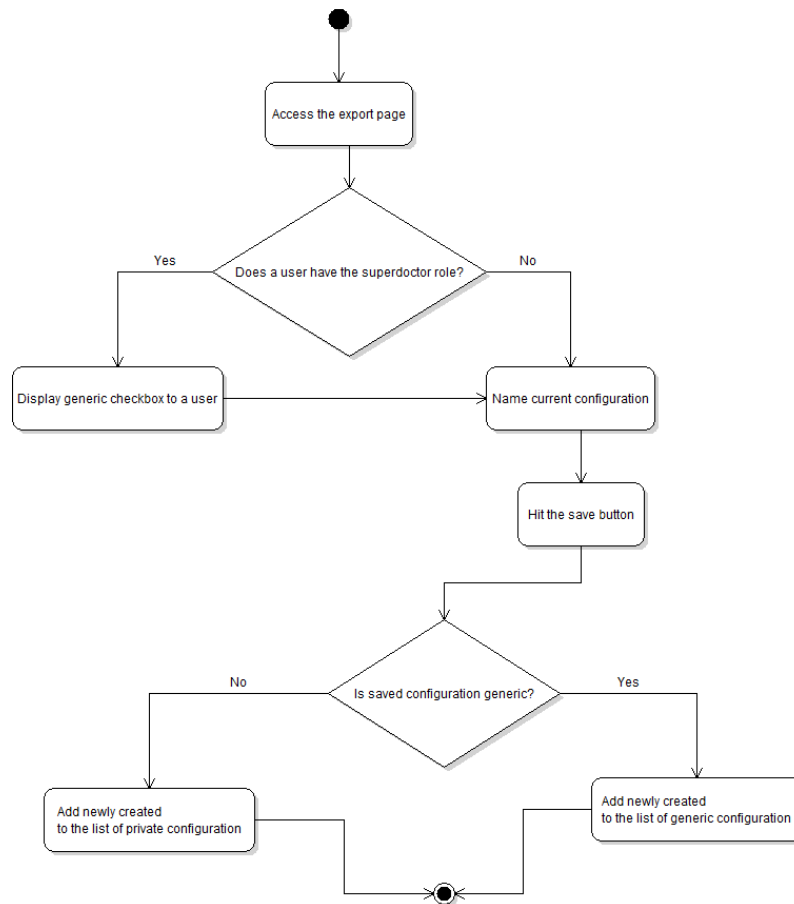 Access the export page
Does a user have the superdoctor role?
Yes
No
Display generic checkbox to a user
Name current configuration
Hit the save button
Is saved configuration generic?
No
Yes
Add newly created
to the list of private configuration
Add newly created
to the list of generic configuration